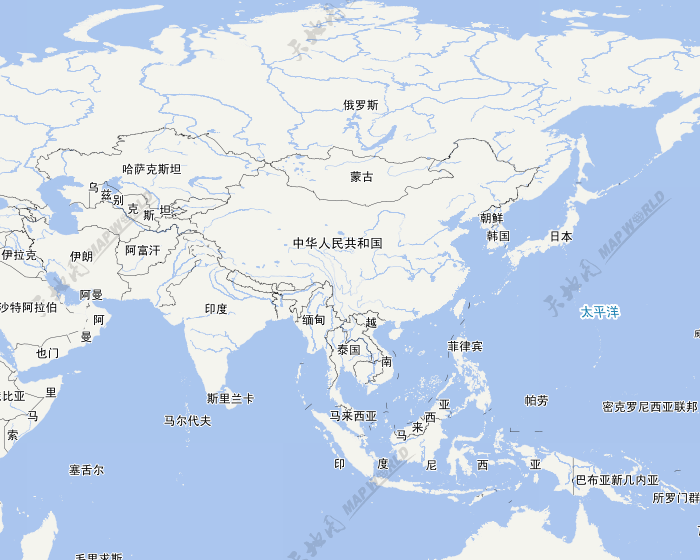 俄罗斯
哈萨克斯坦
蒙古
乌兹别克斯坦
朝鲜
韩国
日本
中华人民共和国
伊拉克
伊朗
阿富汗
阿曼
沙特阿拉伯
印度
缅甸
太平洋
阿曼
越南
也门
泰国
菲律宾
斯里兰卡
马尔代夫
马来西亚
马来西亚
帕劳
密克罗尼西亚联邦
比亚
索马里
塞舌尔
印度尼西亚
巴布亚新几内亚
所罗门群
毛里求斯
天地图 MAP WORLD
天地图 MAP WORLD
天地图 MAP WORLD
天地图